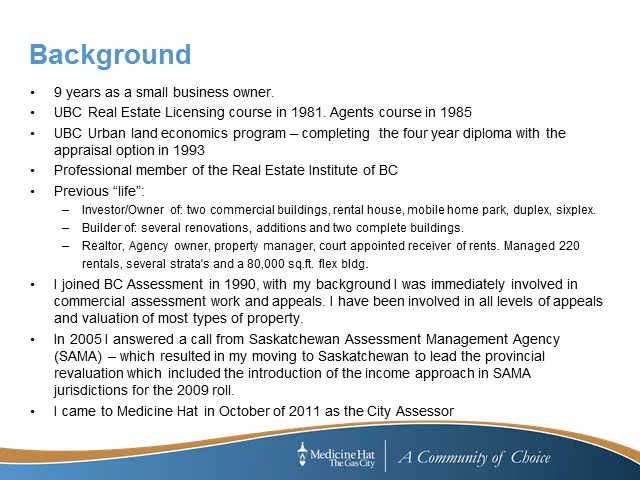 Background
• 9 years as a small business owner.
• UBC Real Estate Licensing course in 1981. Agents course in 1985
• UBC Urban land economics program – completing the four year diploma with the
appraisal option in 1993
• Professional member of the Real Estate Institute of BC
• Previous “life”:
– Investor/Owner of: two commercial buildings, rental house, mobile home park, duplex, sixplex.
– Builder of: several renovations, additions and two complete buildings.
– Realtor, Agency owner, property manager, court appointed receiver of rents. Managed 220
rentals, several strata's and a 80,000 sq.ft. flex bldg.
• I joined BC Assessment in 1990, with my background I was immediately involved in
commercial assessment work and appeals. I have been involved in all levels of appeals
and valuation of most types of property.
• In 2005 I answered a call from Saskatchewan Assessment Management Agency
(SAMA) – which resulted in my moving to Saskatchewan to lead the provincial
revaluation which included the introduction of the income approach in SAMA
jurisdictions for the 2009 roll.
• I came to Medicine Hat in October of 2011 as the City Assessor
Medicine Hat
The Gas City
A Community of Choice